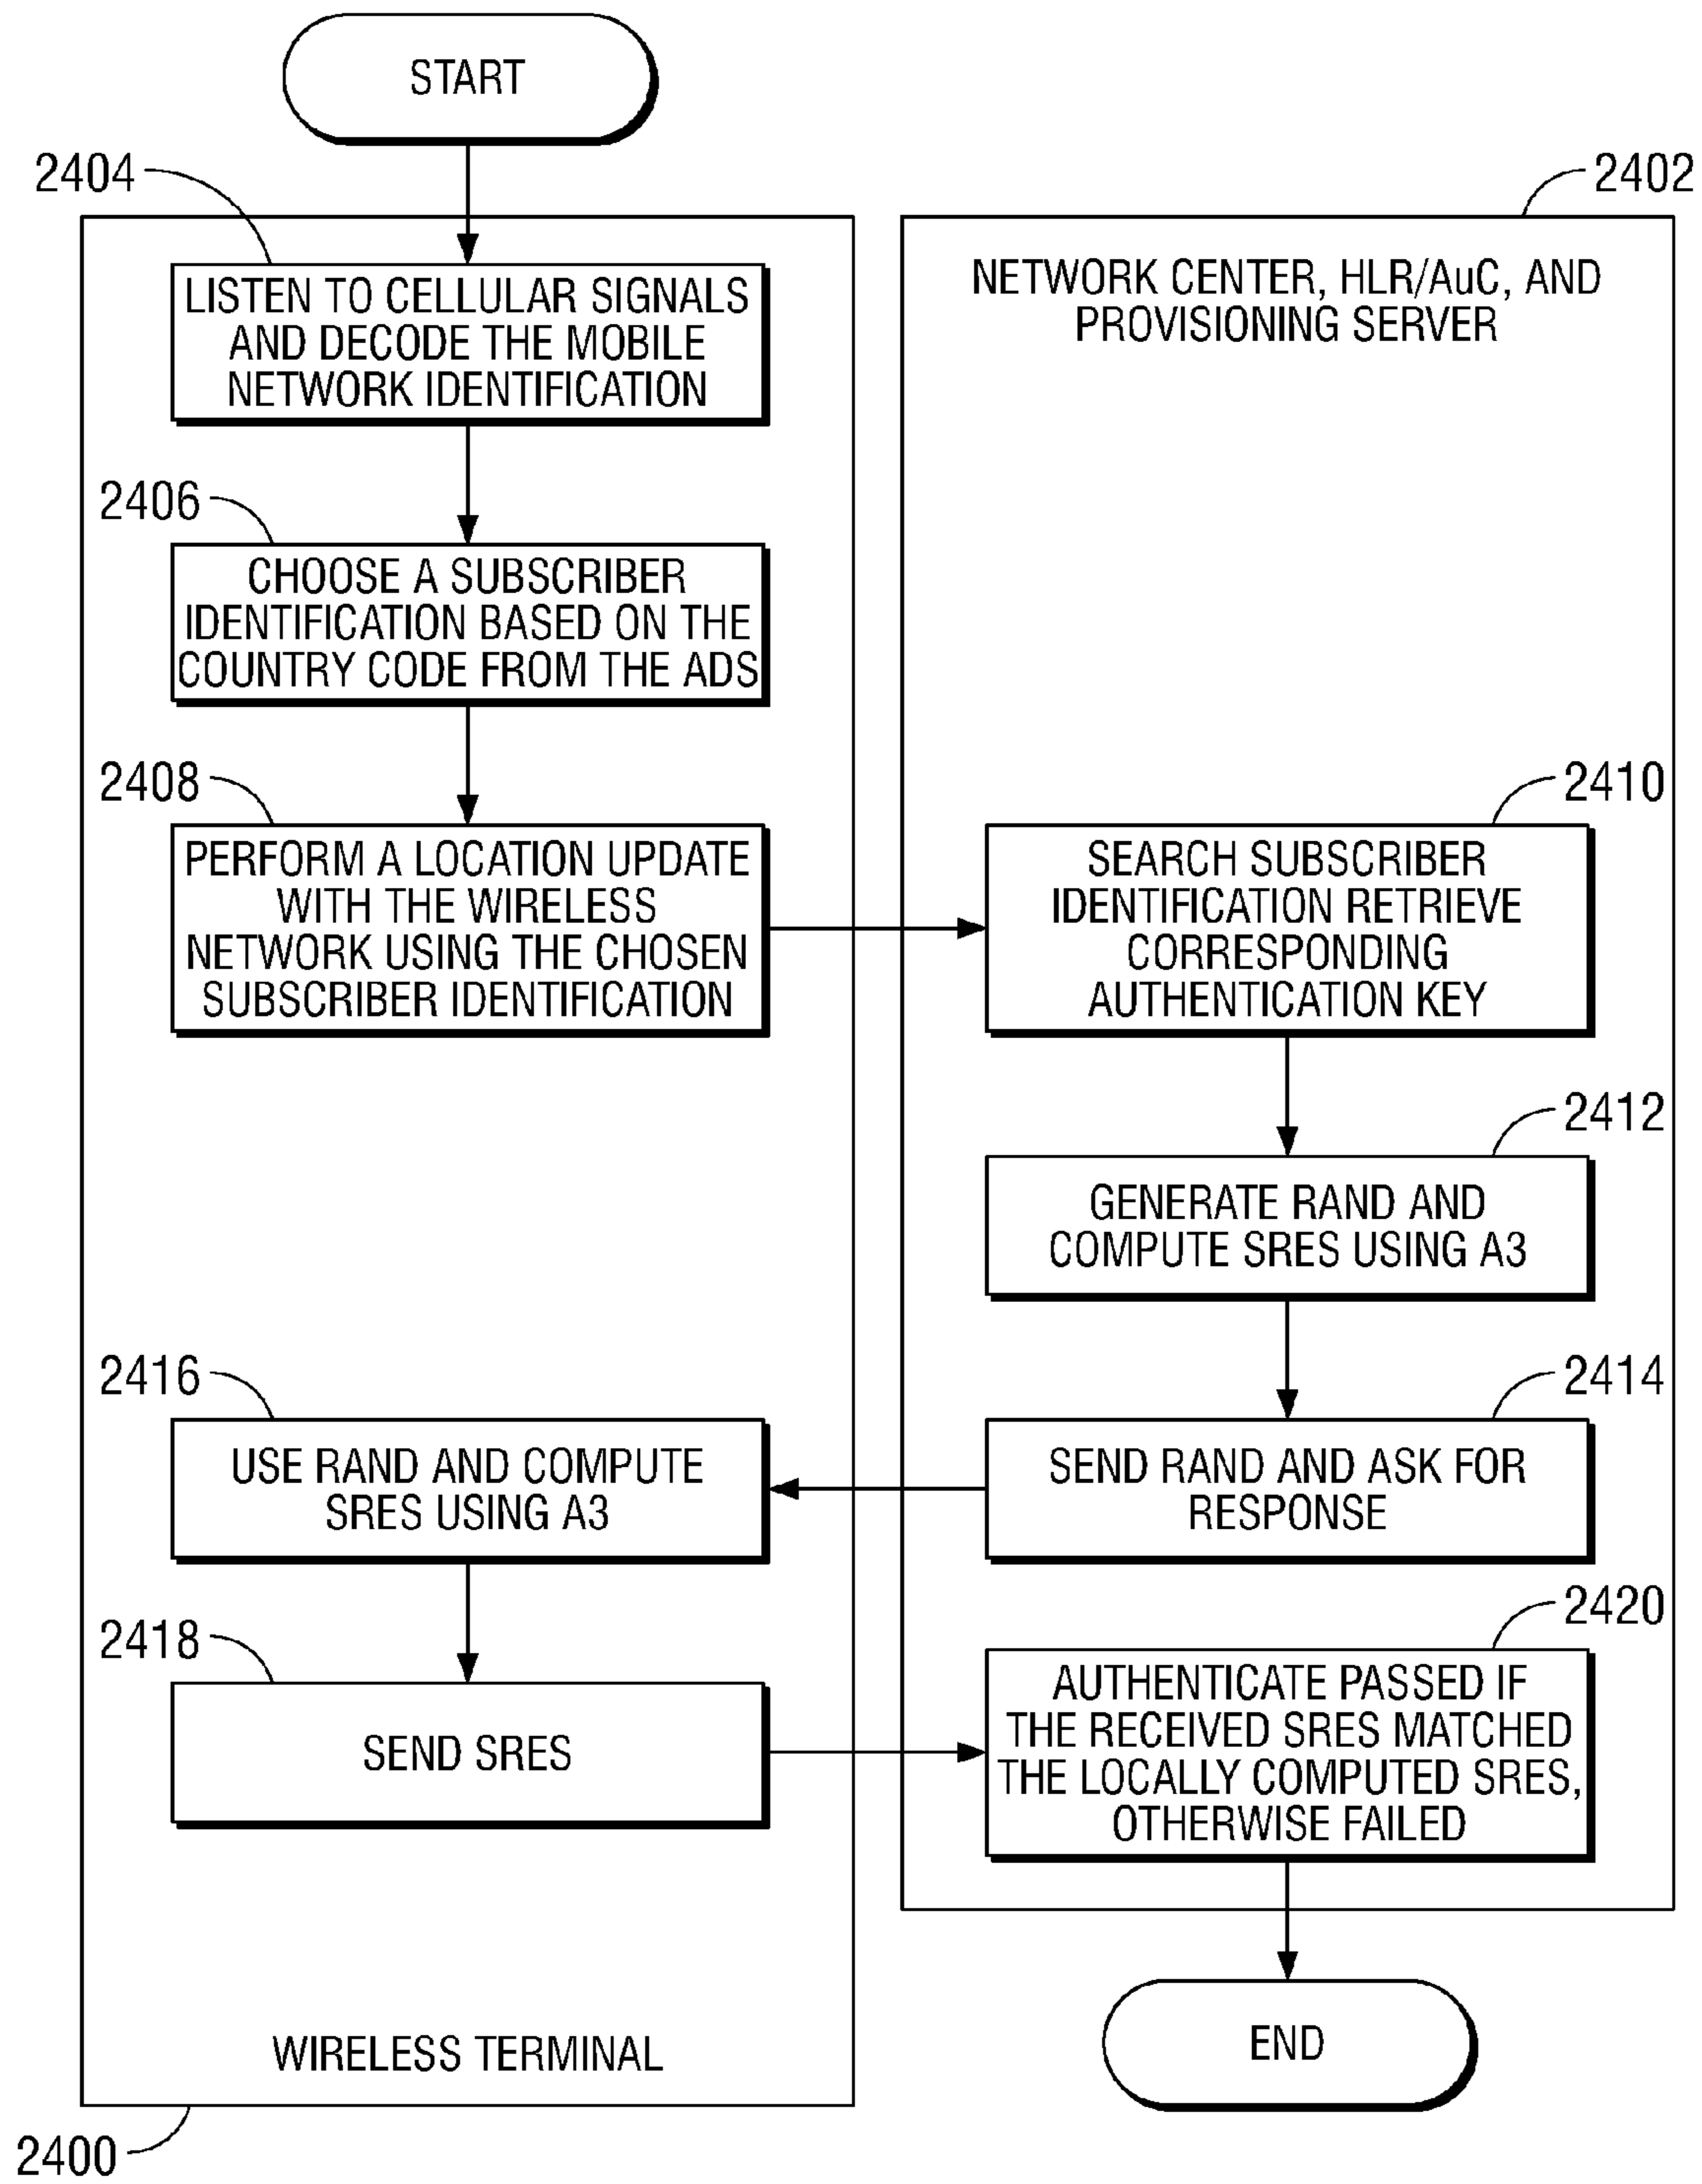 START
2404
2402
LISTEN TO CELLULAR SIGNALS
AND DECODE THE MOBILE
NETWORK IDENTIFICATION
NETWORK CENTER, HLR/AuC, AND
PROVISIONING SERVER
2406
CHOOSE A SUBSCRIBER
IDENTIFICATION BASED ON THE
COUNTRY CODE FROM THE ADS
2408
PERFORM A LOCATION UPDATE
WITH THE WIRELESS
NETWORK USING THE CHOSEN
SUBSCRIBER IDENTIFICATION
2410
SEARCH SUBSCRIBER
IDENTIFICATION RETRIEVE
CORRESPONDING
AUTHENTICATION KEY
2412
GENERATE RAND AND
COMPUTE SRES USING A3
2414
SEND RAND AND ASK FOR
RESPONSE
2416
USE RAND AND COMPUTE
SRES USING A3
2418
SEND SRES
2420
AUTHENTICATE PASSED IF
THE RECEIVED SRES MATCHED
THE LOCALLY COMPUTED SRES,
OTHERWISE FAILED
END
WIRELESS TERMINAL
2400